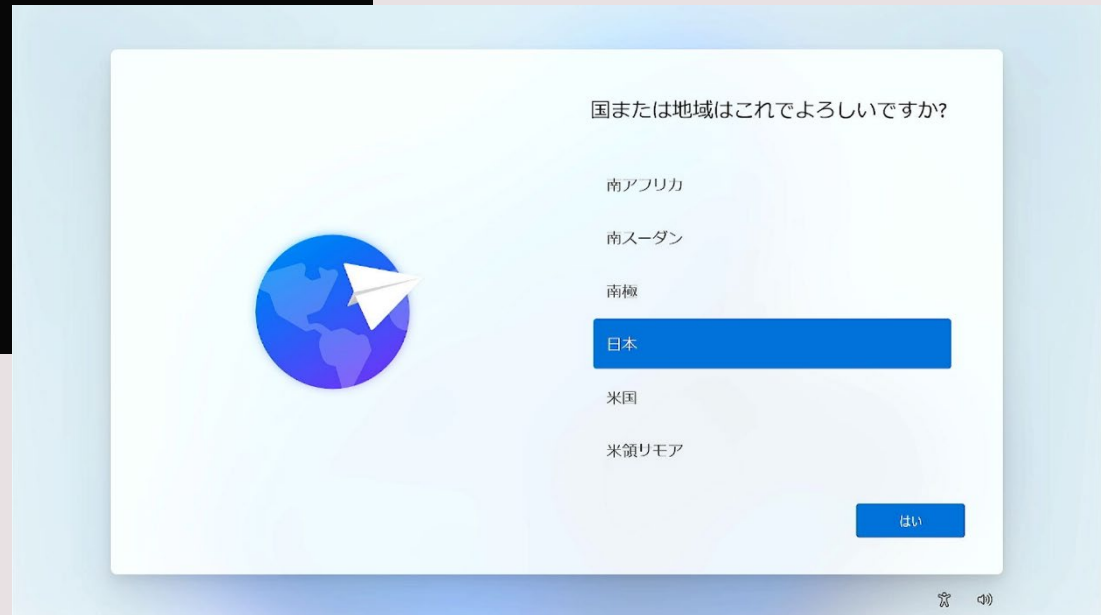 国または地域はこれでよろしいですか?
南アフリカ
南スーダン
南極
日本
米国
米領リモア
はい